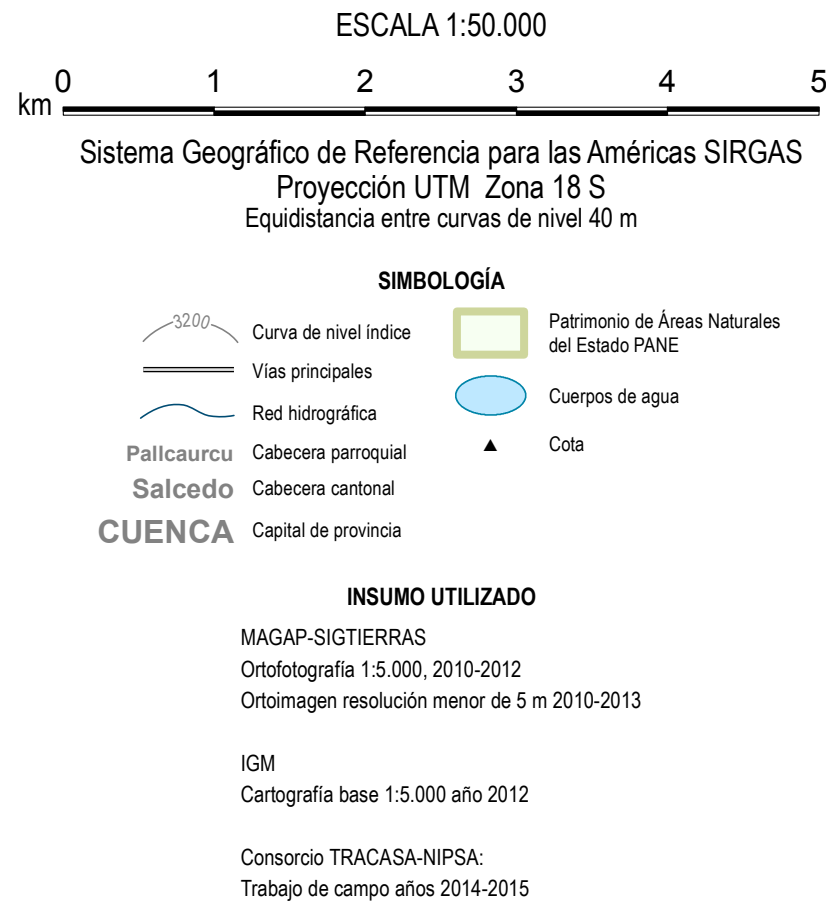 ESCALA 1:50.000
0 1 2 3 4 5
km
Sistema Geográfico de Referencia para las Américas SIRGAS
Proyección UTM Zona 18 S
Equidistancia entre curvas de nivel 40 m
SIMBOLOGÍA
3200 Curva de nivel índice
Vías principales
Red hidrográfica
Pallcaurcu Cabecera parroquial
Salcedo Cabecera cantonal
CUENCA Capital de provincia
Patrimonio de Áreas Naturales
del Estado PANE
Cuerpos de agua
Cota
INSUMO UTILIZADO
MAGAP-SIGTIERRAS
Ortofotografía 1:5.000, 2010-2012
Ortoimagen resolución menor de 5 m 2010-2013
IGM
Cartografía base 1:5.000 año 2012
Consorcio TRACASA-NIPSA:
Trabajo de campo años 2014-2015